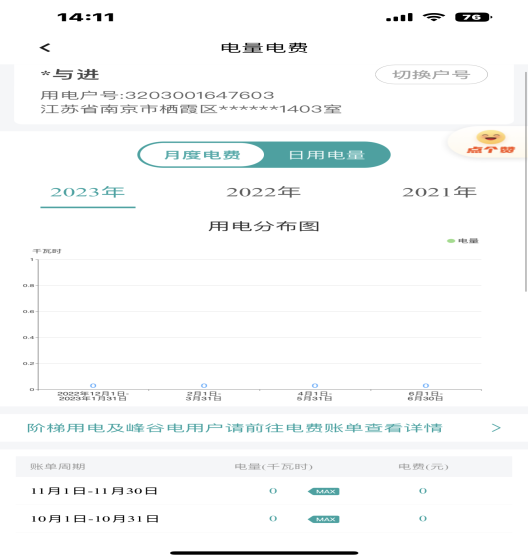 14:11
76
电量电费
*与进
切换户号
用电户号:3203001647603
江苏省南京市栖霞区******1403室
月度电费
日用电量
点个赞
2023年
2022年
2021年
用电分布图
电量
千瓦时
1
0.8
0.6
0.4
0.2
0
0
0
0
0
2022年12月1日-
2023年1月31日
2月1日-
3月31日
4月1日-
5月31日
6月1日-
6月30日
阶梯用电及峰谷电用户请前往电费账单查看详情
账单周期
电量(千瓦时)
电费(元)
11月1日-11月30日
0
MAX
0
10月1日-10月31日
0
MAX
0